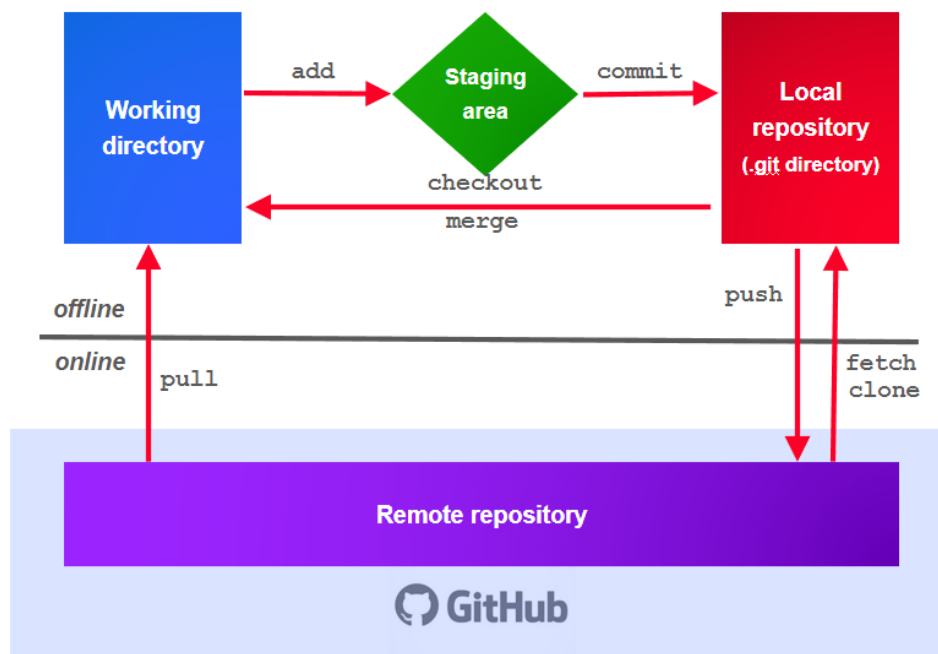 add
commit
Staging
area
Working
directory
Local
repository
(.git directory)
checkout
merge
offline
push
online
pull
fetch
clone
Remote repository
GitHub